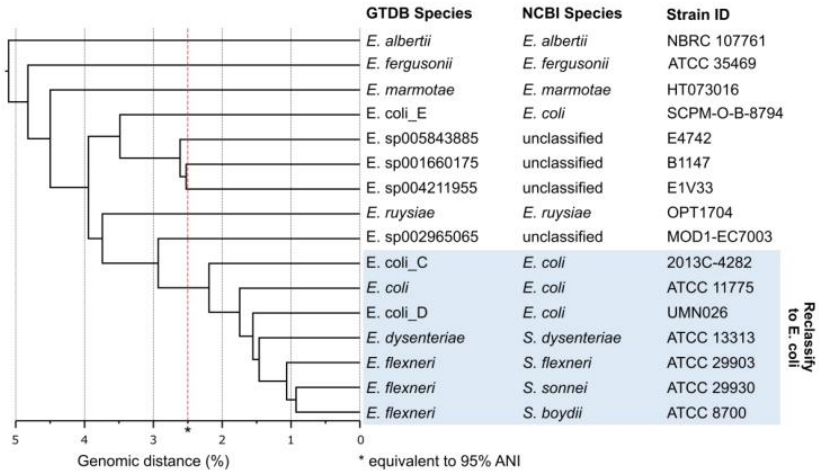 GTDB Species NCBI Species Strain ID
E. albertii E. albertii NBRC 107761
E. fergusonii E. fergusonii ATCC 35469
E. marmotae E. marmotae HT073016
E. coli_E E. coli SCPM-O-B-8794
E. sp005843885 unclassified E4742
E. sp001660175 unclassified B1147
E. sp004211955 unclassified E1V33
E. ruysiae E. ruysiae OPT1704
E. sp002965065 unclassified MOD1-EC7003
E. coli_C E. coli 2013C-4282
E. coli E. coli ATCC 11775
E. coli_D E. coli UMN026
E. dysenteriae S. dysenteriae ATCC 13313
E. flexneri S. flexneri ATCC 29903
E. flexneri S. sonnei ATCC 29930
E. flexneri S. boydii ATCC 8700
Reclassify
to E. coli
5 4 3 * 2 1 0
Genomic distance (%) * equivalent to 95% ANI